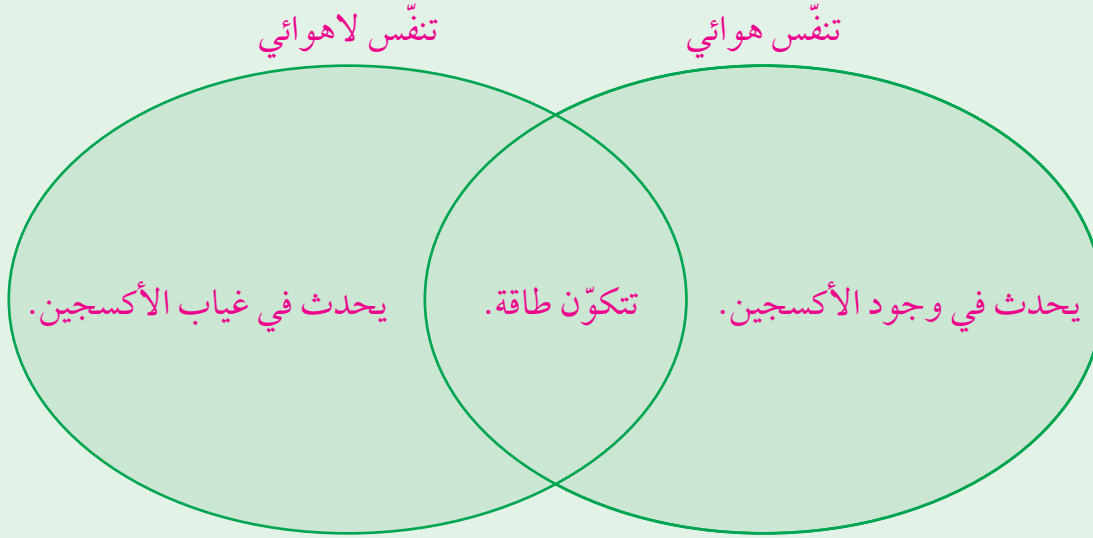 تنفّس هوائي
تنفّس لاهوائي
يحدث في وجود الأكسجين.
تتكوّن طاقة.
يحدث في غياب الأكسجين.